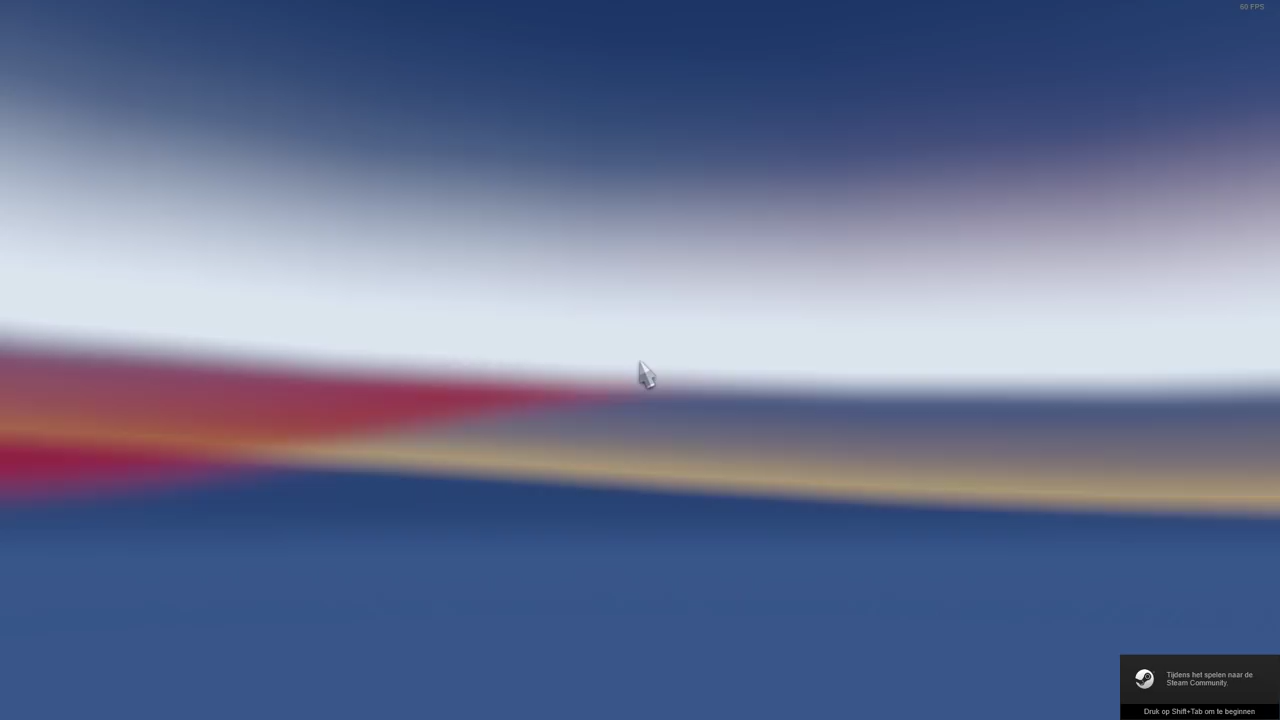 60 FPS
Tijdens het spelen naar de
Steam Community.
Druk op Shift+Tab om te beginnen